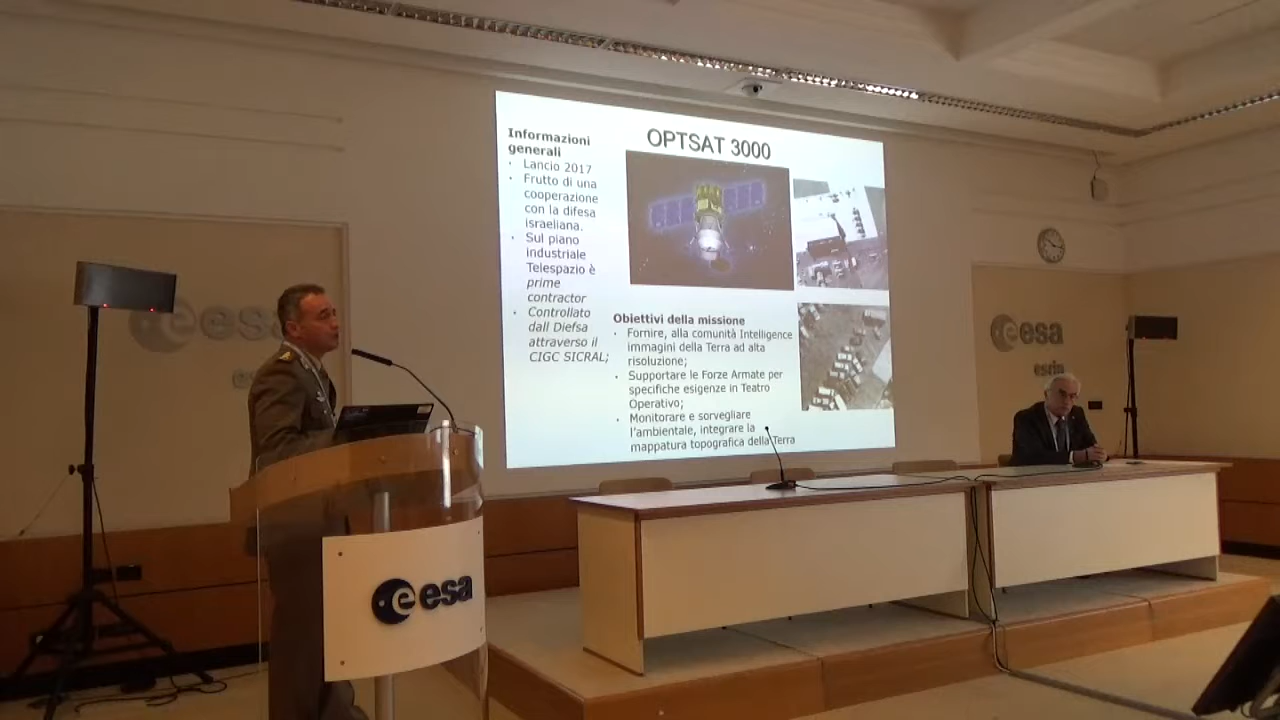 OPTSAT 3000
Informazioni
generali
• Lancio 2017
• Frutto di una
cooperazione
con la difesa
israeliana.
• Sul piano
industriale
Telespazio è
prime
contractor
• Controllato
dall Diefsa
attraverso il
CIGC SICRAL;
Obiettivi della missione
• Fornire, alla comunità Intelligence
immagini della Terra ad alta
risoluzione;
• Supportare le Forze Armate per
specifiche esigenze in Teatro
Operativo;
• Monitorare e sorvegliare
l'ambientale, integrare la
mappatura topografica della Terra
esa
esa
esrin
esa